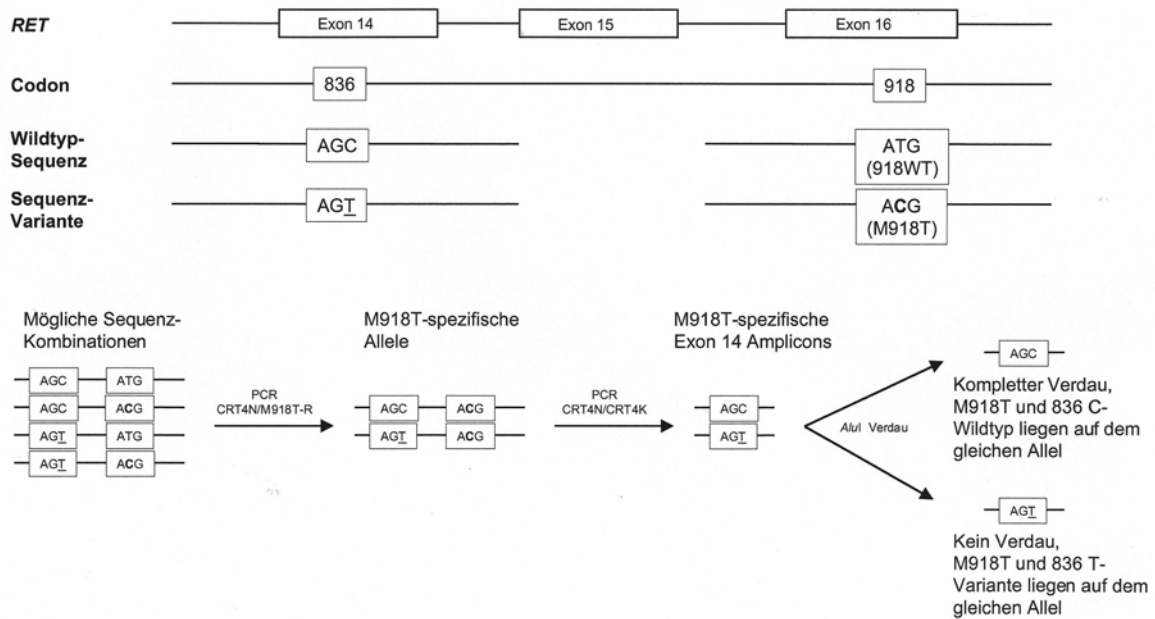 RET
Exon 14
Exon 15
Exon 16
Codon
836
918
Wildtyp-
Sequenz
AGC
ATG
(918WT)
Sequenz-
Variante
AGT
ACG
(M918T)
Mögliche Sequenz-
Kombinationen
AGC
ATG
AGC
ACG
AGT
ATG
AGT
ACG
PCR
CRT4N/M918T-R
M918T-spezifische
Allele
AGC
ACG
AGT
ACG
PCR
CRT4N/CRT4K
M918T-spezifische
Exon 14 Amplicons
AGC
AGT
AluI Verdau
AGC
Kompletter Verdau,
M918T und 836 C-
Wildtyp liegen auf dem
gleichen Allel
AGT
Kein Verdau,
M918T und 836 T-
Variante liegen auf dem
gleichen Allel